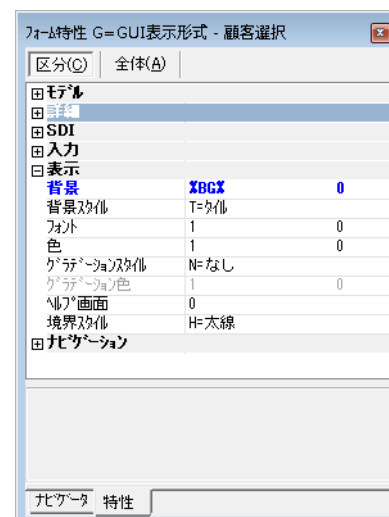 フォーム特性 G=GUI表示形式 - 顧客選択
区分(C) 全体(A)
モデル
詳細
SDI
入力
表示
背景 %BG% 0
背景スタイル T=タイル
フォント 1 0
色 1 0
グラデーションスタイル N=なし
グラデーション色 1 0
ヘルプ画面 0
境界スタイル H=太線
ナビゲーション
ナビゲータ 特性